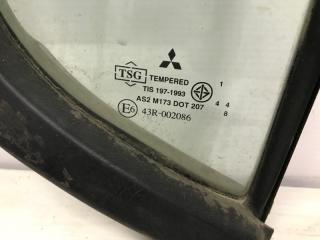 TSG TEMPERED
TIS 197-1993
AS2 M173 DOT 207
E6 43R-002086
1
4 4
8